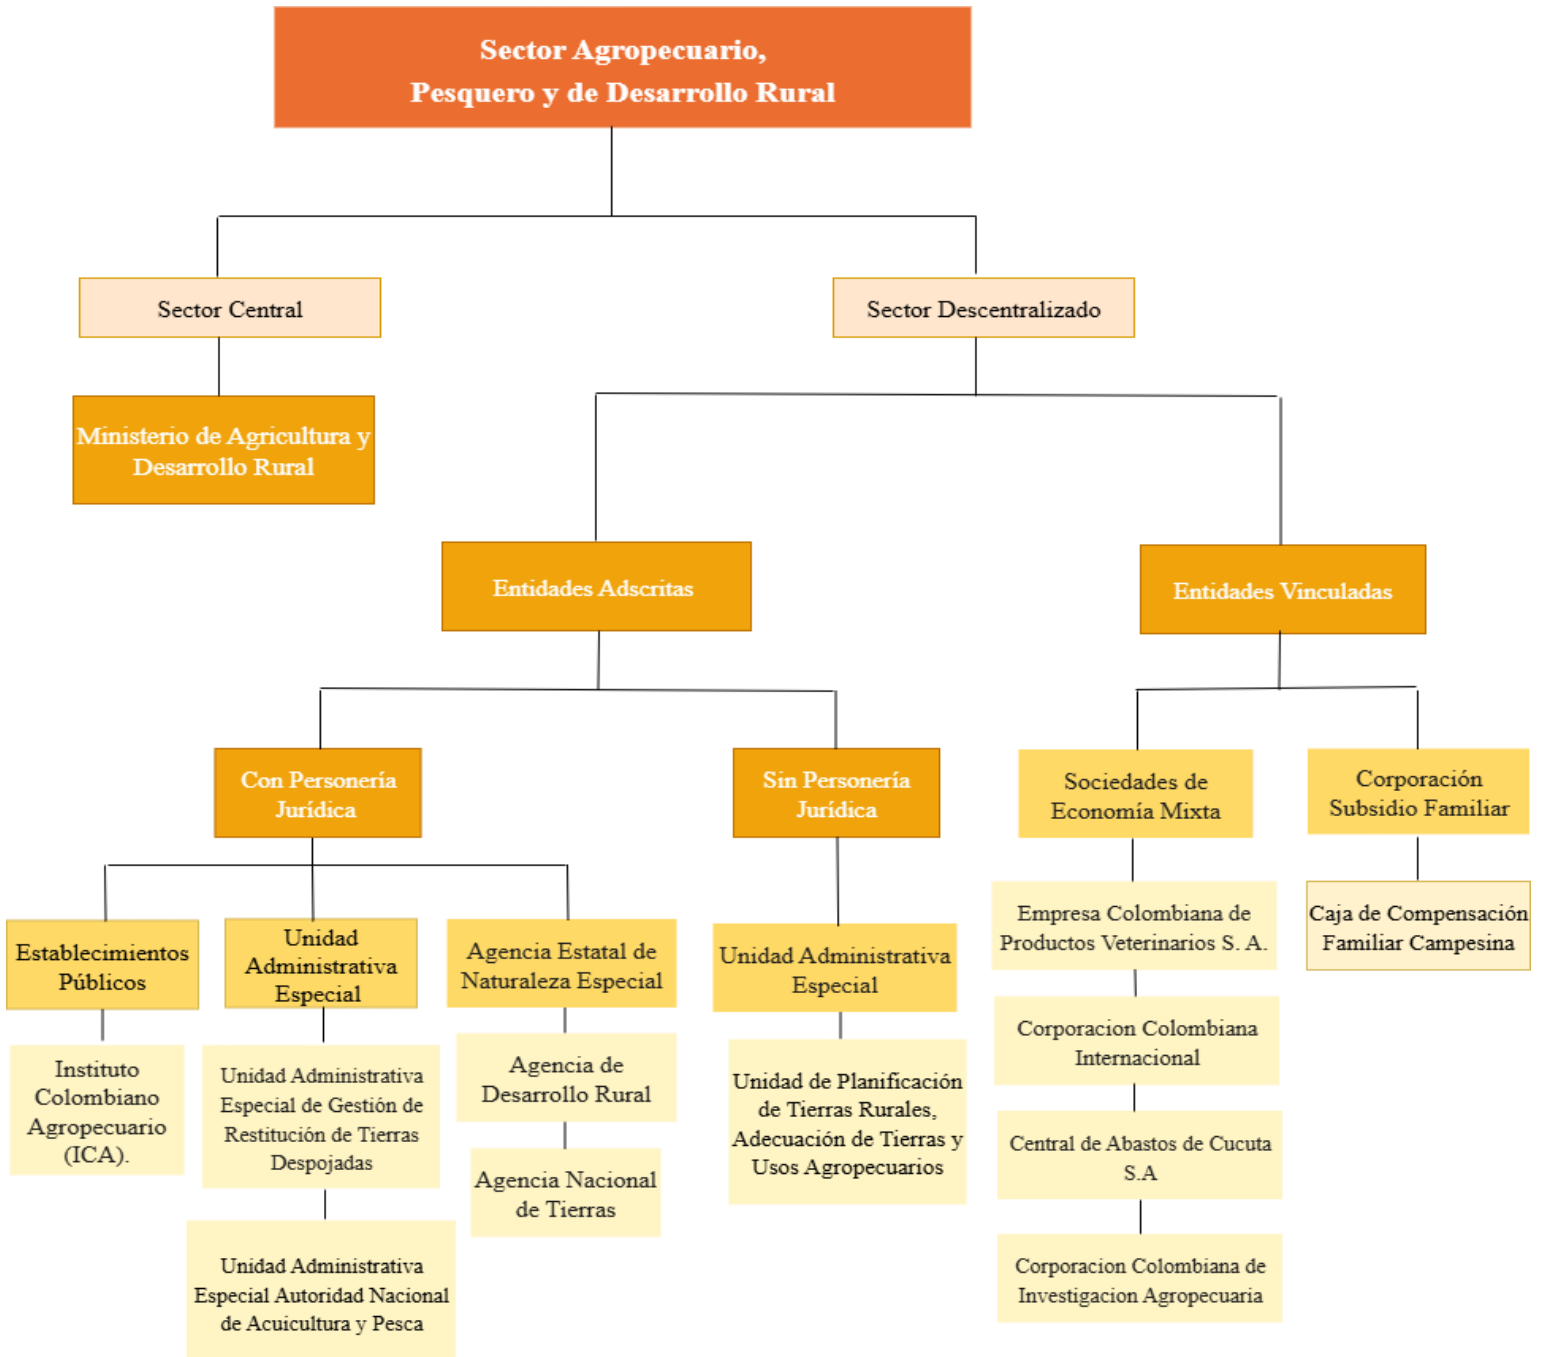 Sector Agropecuario,
Pesquero y de Desarrollo Rural
Sector Central
Sector Descentralizado
Ministerio de Agricultura y
Desarrollo Rural
Entidades Adscritas
Entidades Vinculadas
Con Personería
Jurídica
Sin Personería
Jurídica
Sociedades de
Economía Mixta
Corporación
Subsidio Familiar
Establecimientos
Públicos
Unidad
Administrativa
Especial
Agencia Estatal de
Naturaleza Especial
Unidad Administrativa
Especial
Empresa Colombiana de
Productos Veterinarios S. A.
Caja de Compensación
Familiar Campesina
Instituto
Colombiano
Agropecuario
(ICA).
Unidad Administrativa
Especial de Gestión de
Restitución de Tierras
Despojadas
Unidad Administrativa
Especial Autoridad Nacional
de Acuicultura y Pesca
Agencia de
Desarrollo Rural
Agencia Nacional
de Tierras
Unidad de Planificación
de Tierras Rurales,
Adecuación de Tierras y
Usos Agropecuarios
Corporacion Colombiana
Internacional
Central de Abastos de Cucuta
S.A
Corporacion Colombiana de
Investigacion Agropecuaria